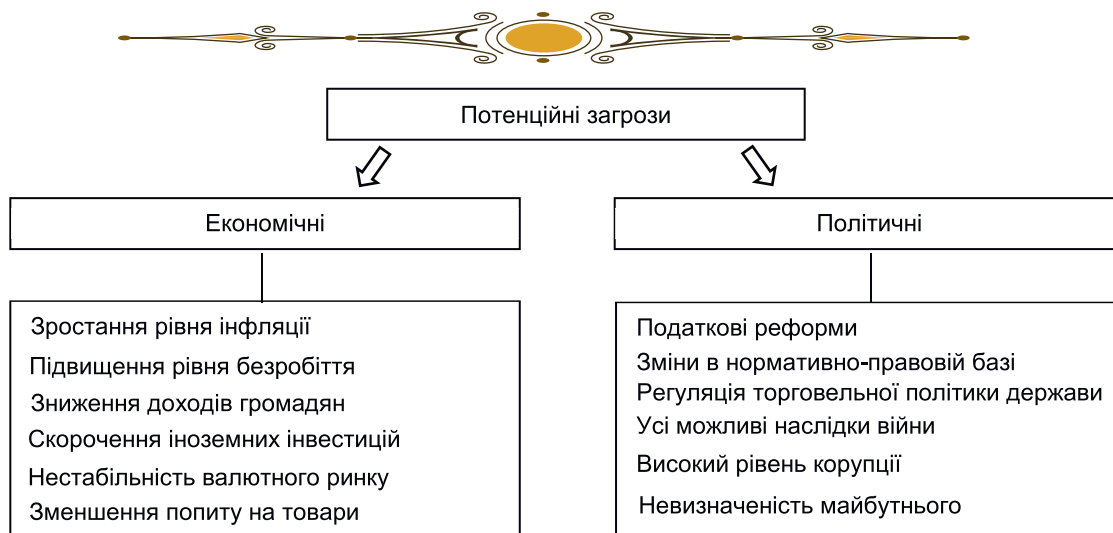 Потенційні загрози
Економічні
Зростання рівня інфляції
Підвищення рівня безробіття
Зниження доходів громадян
Скорочення іноземних інвестицій
Нестабільність валютного ринку
Зменшення попиту на товари
Політичні
Податкові реформи
Зміни в нормативно-правовій базі
Регуляція торговельної політики держави
Усі можливі наслідки війни
Високий рівень корупції
Невизначеність майбутнього